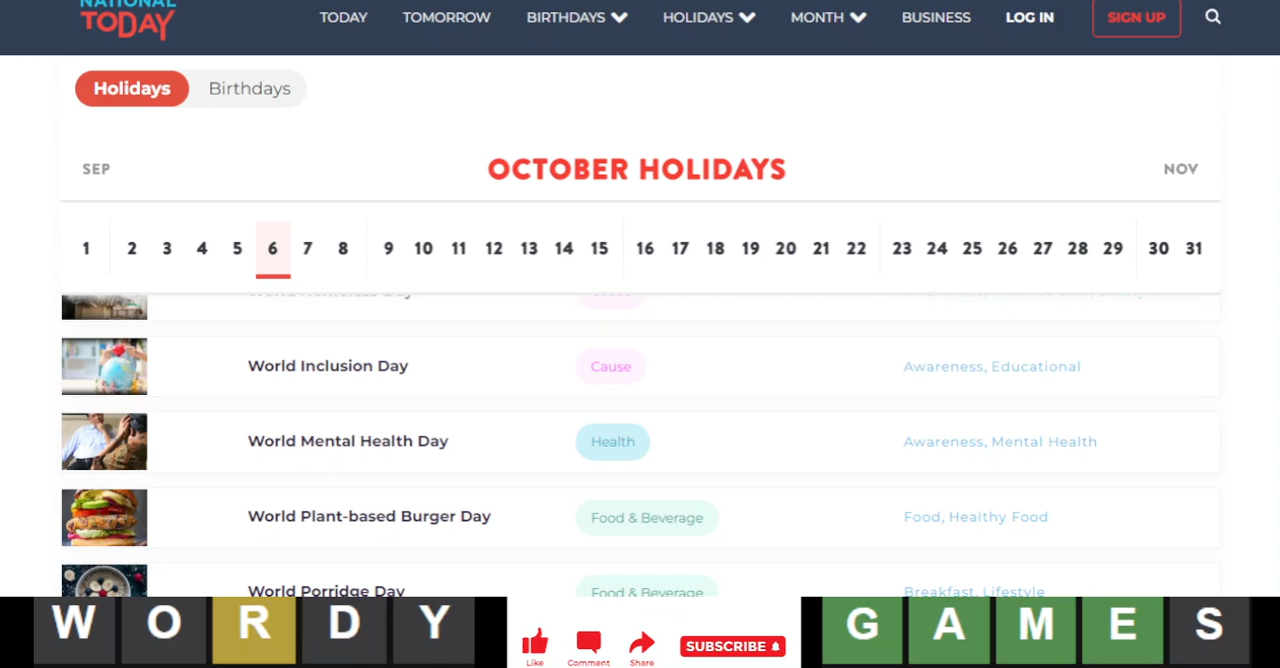 NATIONAL
TODAY
TODAY TOMORROW BIRTHDAYS HOLIDAYS MONTH BUSINESS LOG IN SIGN UP
Holidays Birthdays
SEP OCTOBER HOLIDAYS NOV
1 2 3 4 5 6 7 8 9 10 11 12 13 14 15 16 17 18 19 20 21 22 23 24 25 26 27 28 29 30 31
World Inclusion Day Cause Awareness, Educational
World Mental Health Day Health Awareness, Mental Health
World Plant-based Burger Day Food & Beverage Food, Healthy Food
World Porridge Day Food & Beverage Breakfast, Lifestyle
WORDY
Like Comment Share SUBSCRIBE
GAMES